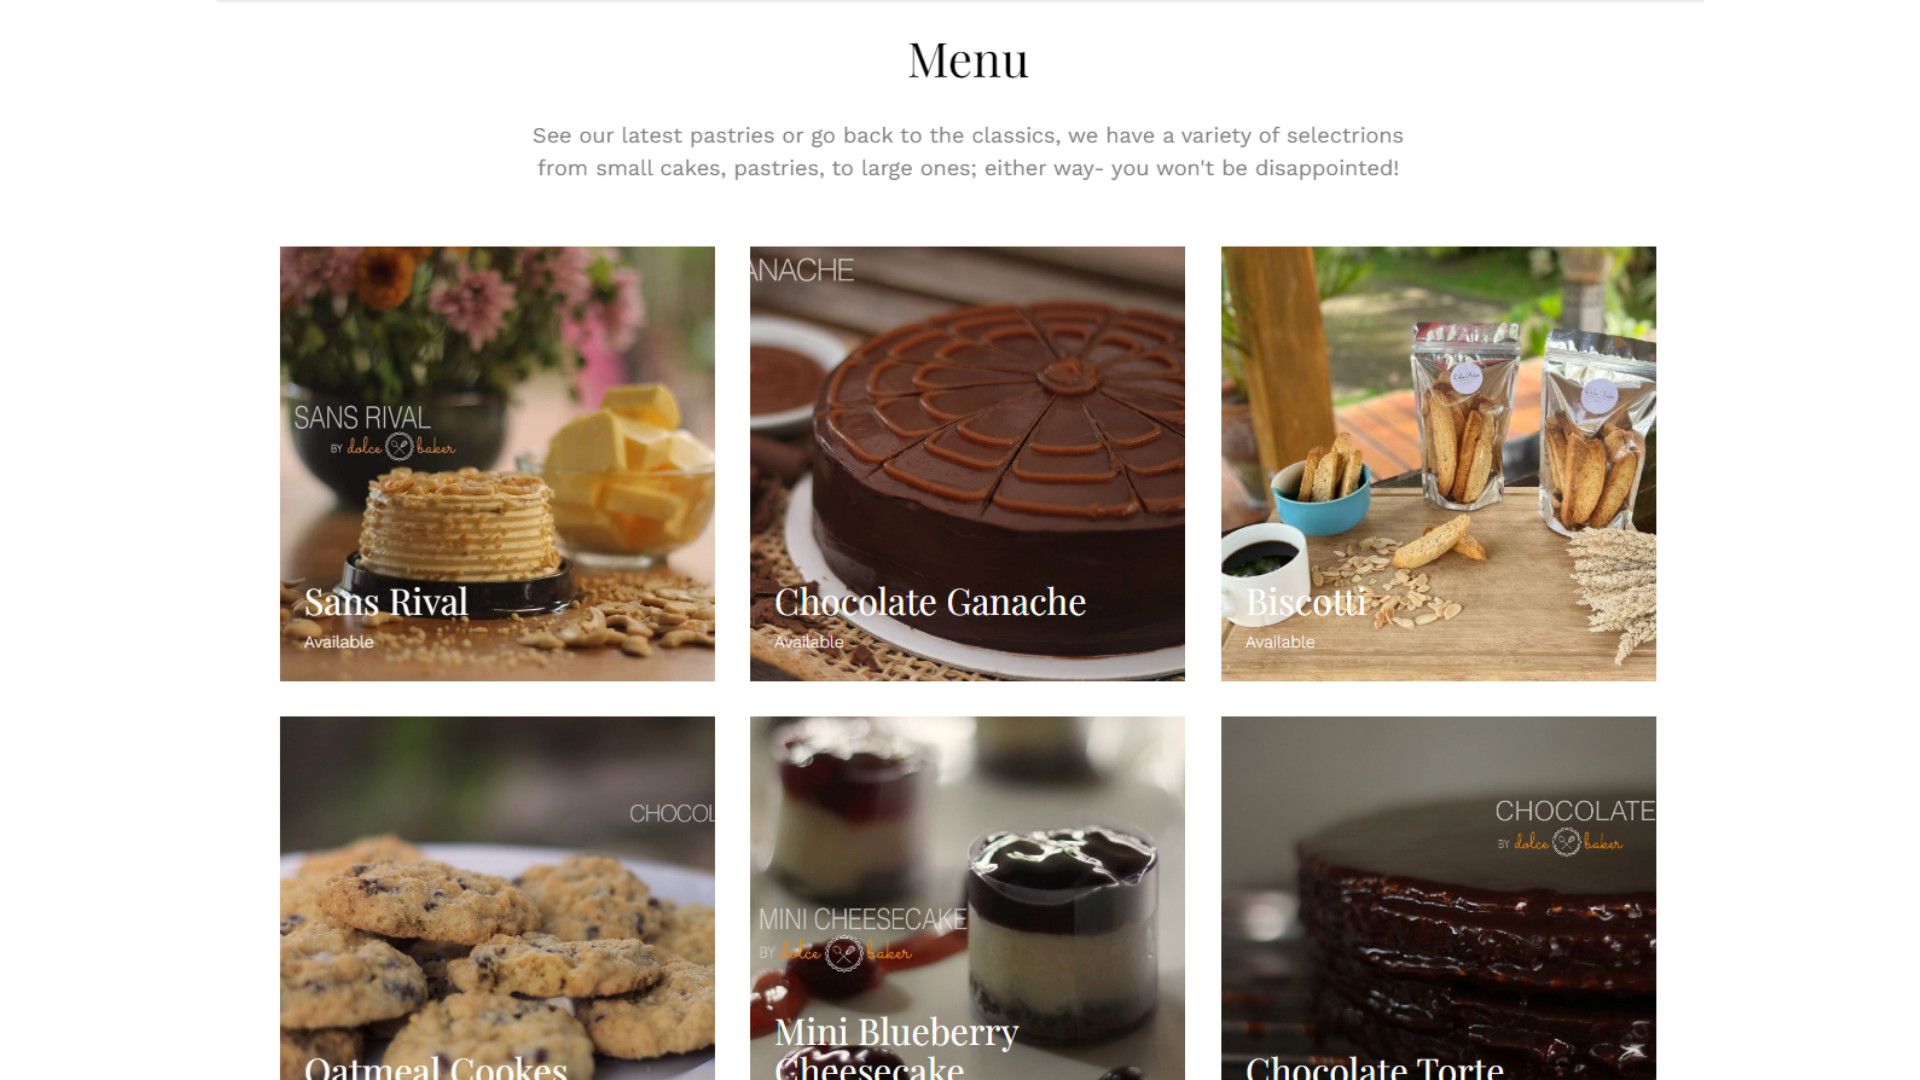 Menu
See our latest pastries or go back to the classics, we have a variety of selectrions
from small cakes, pastries, to large ones; either way- you won't be disappointed!
ANACHE
SANS RIVAL
BY dolce baker
Sans Rival
Available
Chocolate Ganache
Available
Biscotti
Available
CHOCOL
CHOCOLATE
BY dolce baker
MINI CHEESECAKE
BY dolce baker
Oatmeal Cookes
Mini Blueberry
Cheesecake
Chocolate Torte